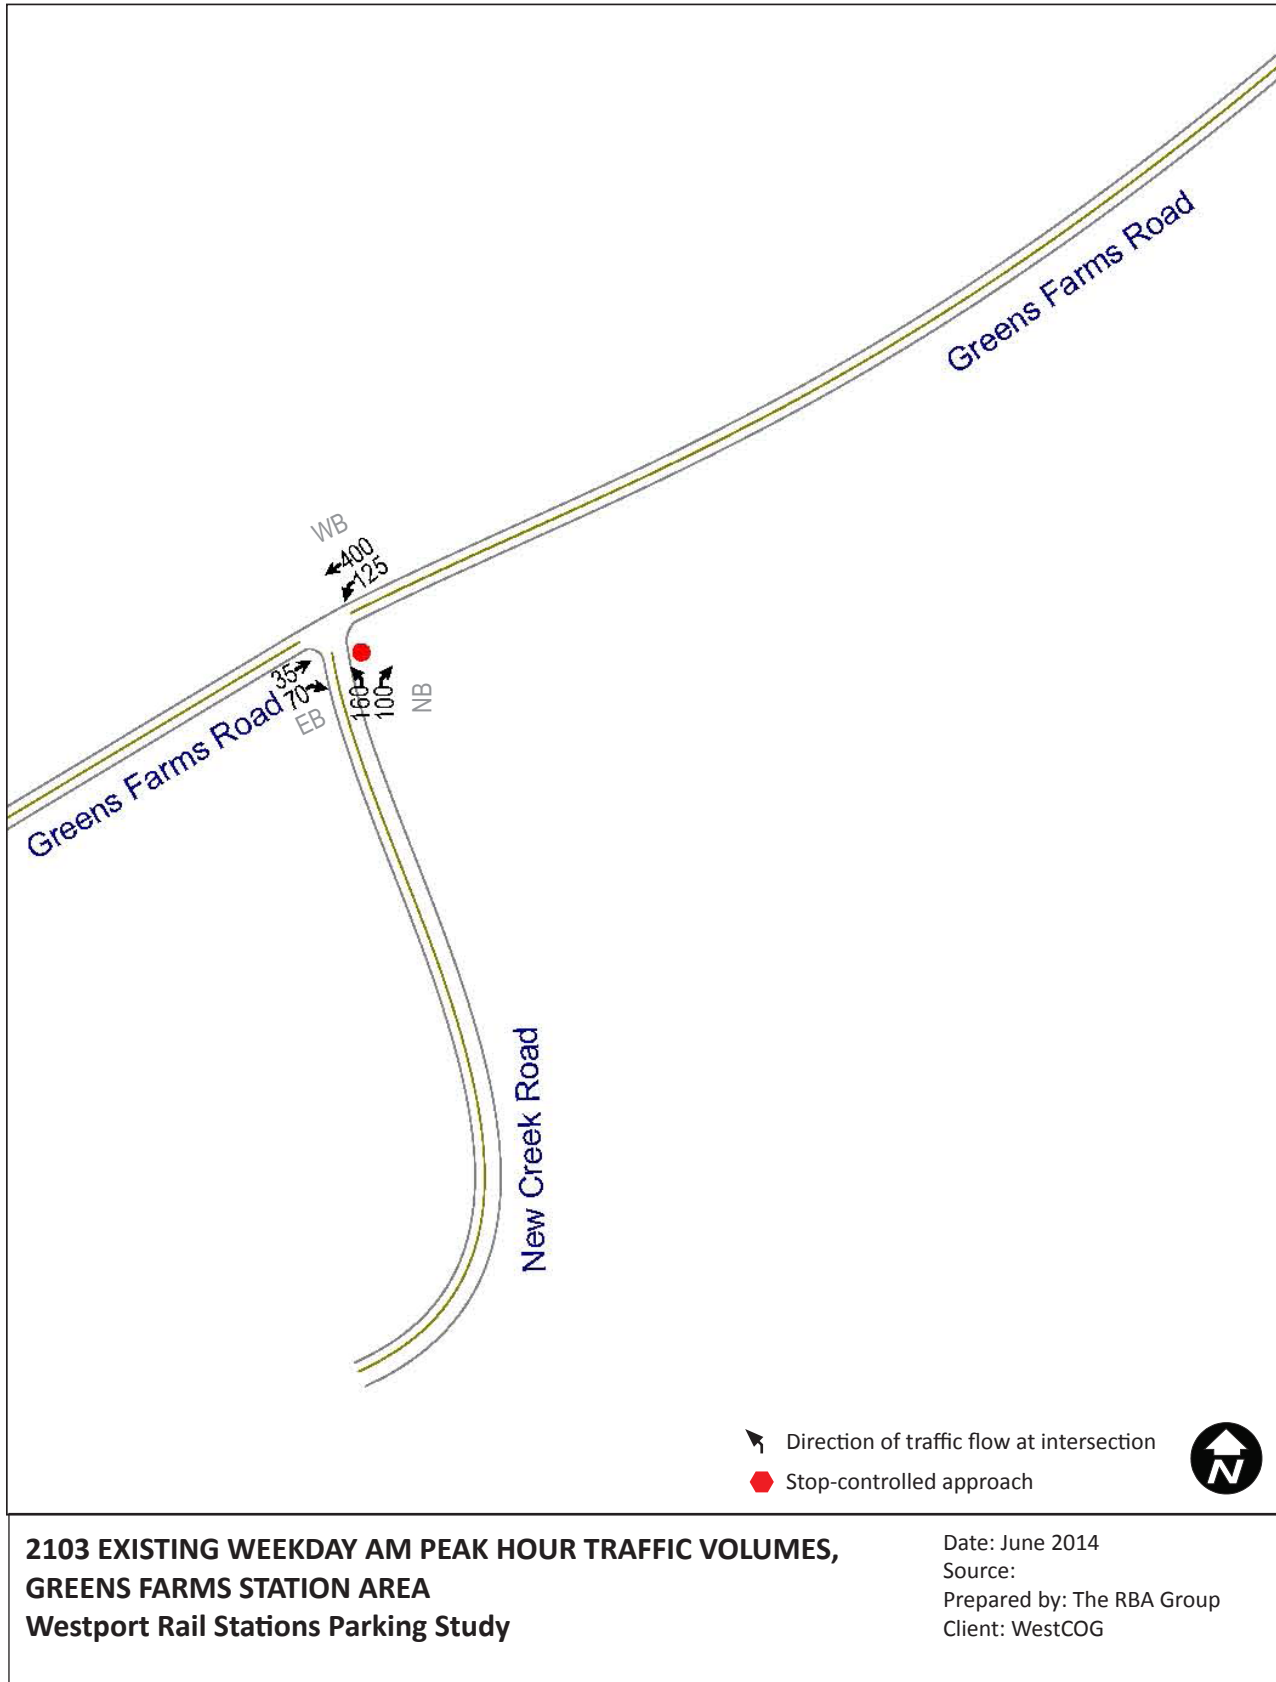 Greens Farms Road
WB
400
125
35
70
EB
160
100
NB
Greens Farms Road
New Creek Road
Direction of traffic flow at intersection
Stop-controlled approach
N
2103 EXISTING WEEKDAY AM PEAK HOUR TRAFFIC VOLUMES,
GREENS FARMS STATION AREA
Westport Rail Stations Parking Study
Date: June 2014
Source:
Prepared by: The RBA Group
Client: WestCOG